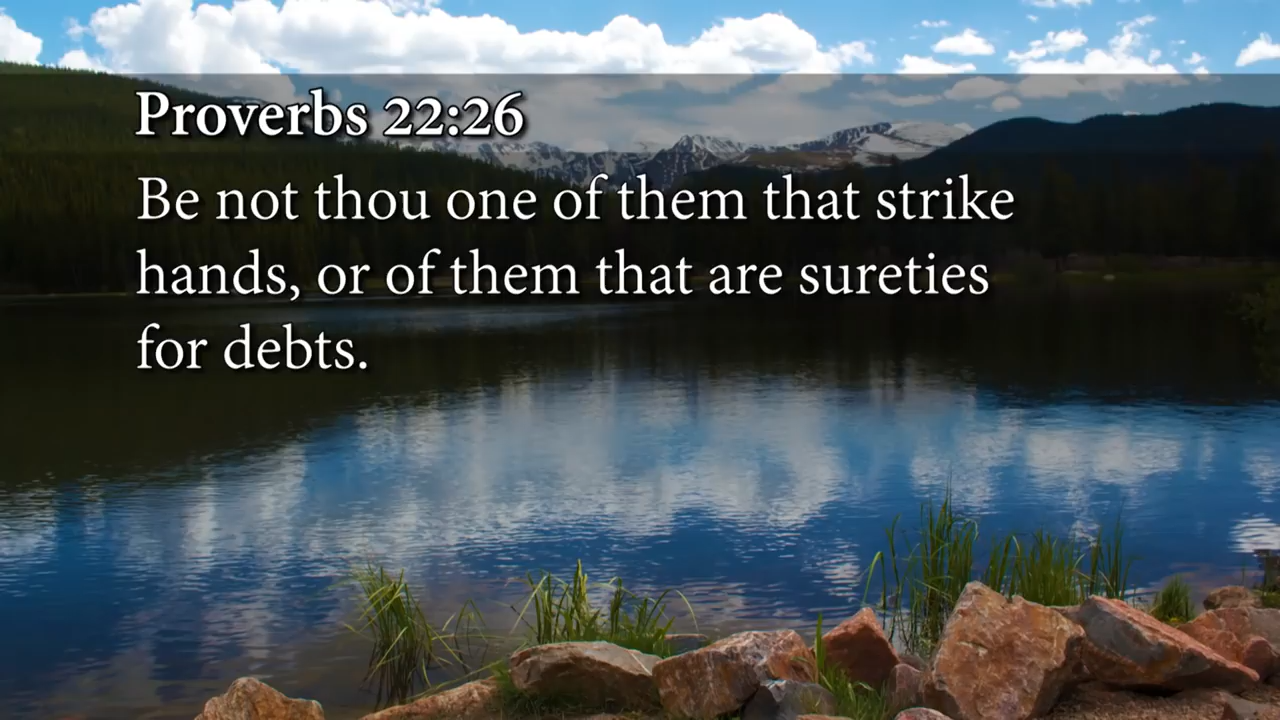 Proverbs 22:26
Be not thou one of them that strike
hands, or of them that are sureties
for debts.